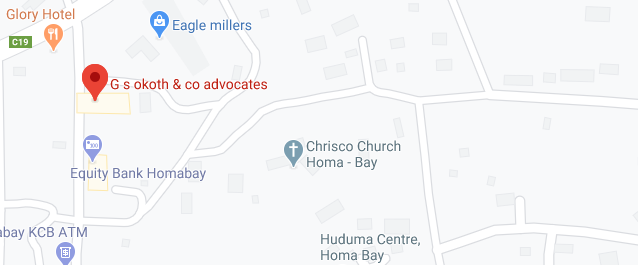 Glory Hotel
Eagle millers
C19
G s okoth & co advocates
Chrisco Church
Homa - Bay
Equity Bank Homabay
abay KCB ATM
Huduma Centre,
Homa Bay